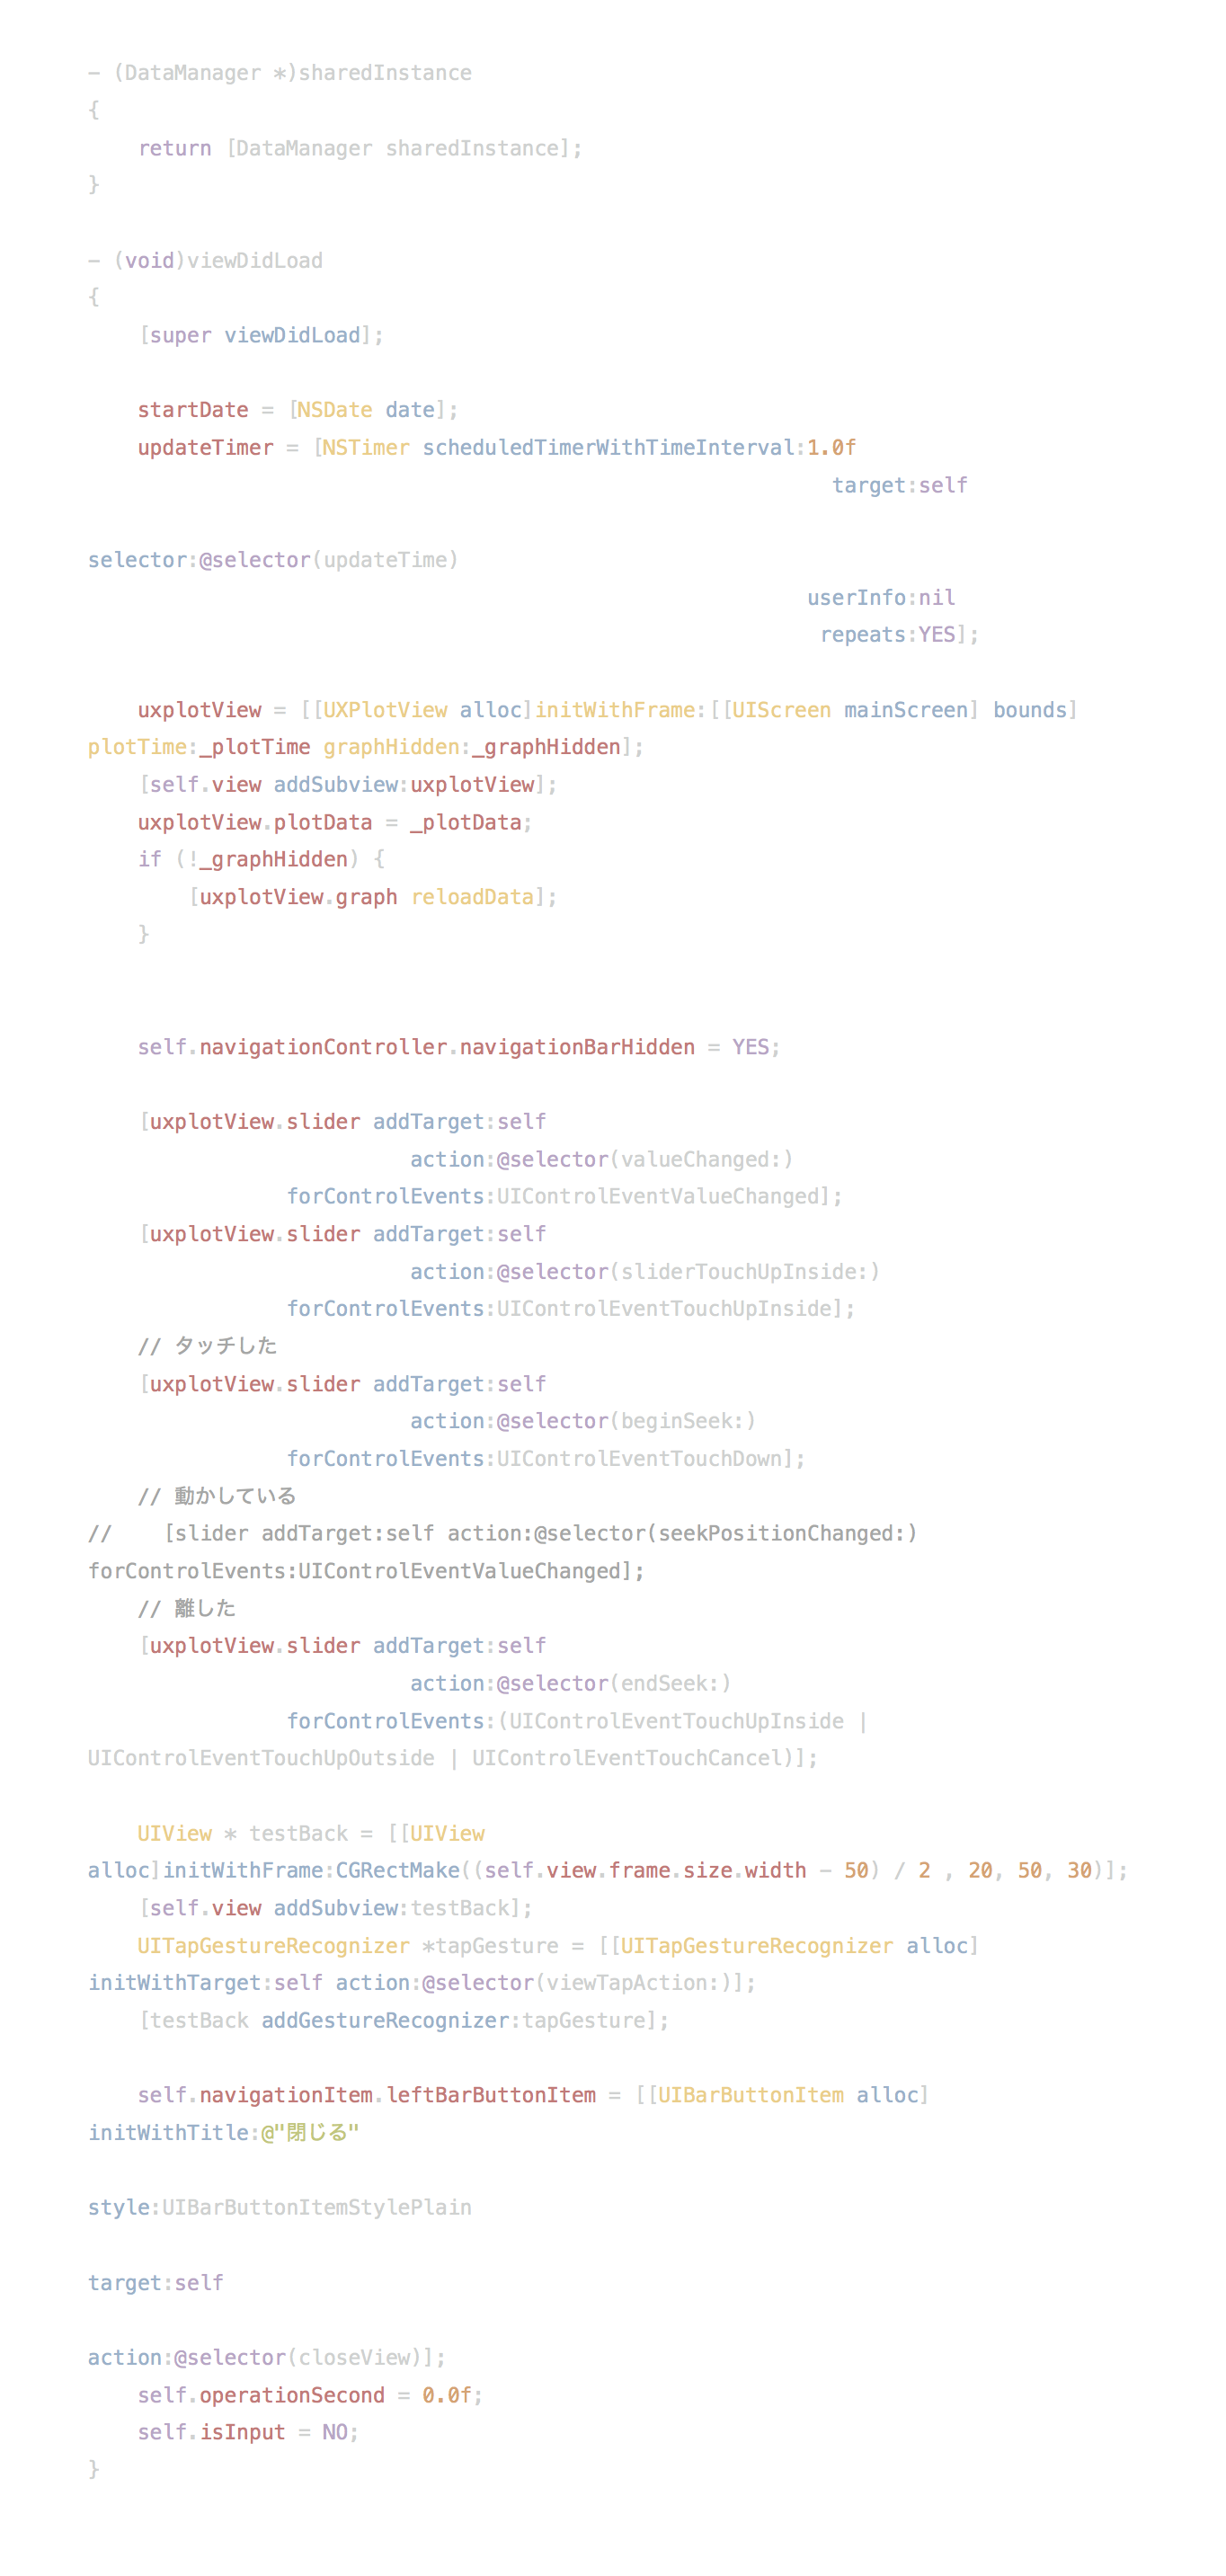 - (DataManager *)sharedInstance
{
    return [DataManager sharedInstance];
}

- (void)viewDidLoad
{
    [super viewDidLoad];

    startDate = [NSDate date];
    updateTimer = [NSTimer scheduledTimerWithTimeInterval:1.0f
                                                            target:self

selector:@selector(updateTime)
                                                          userInfo:nil
                                                           repeats:YES];

    uxplotView = [[UXPlotView alloc]initWithFrame:[[UIScreen mainScreen] bounds]
plotTime:_plotTime graphHidden:_graphHidden];
    [self.view addSubview:uxplotView];
    uxplotView.plotData = _plotData;
    if (!_graphHidden) {
        [uxplotView.graph reloadData];
    }


    self.navigationController.navigationBarHidden = YES;

    [uxplotView.slider addTarget:self
                          action:@selector(valueChanged:)
                forControlEvents:UIControlEventValueChanged];
    [uxplotView.slider addTarget:self
                          action:@selector(sliderTouchUpInside:)
                forControlEvents:UIControlEventTouchUpInside];
    // タッチした
    [uxplotView.slider addTarget:self
                          action:@selector(beginSeek:)
                forControlEvents:UIControlEventTouchDown];
    // 動かしている
//    [slider addTarget:self action:@selector(seekPositionChanged:)
forControlEvents:UIControlEventValueChanged];
    // 離した
    [uxplotView.slider addTarget:self
                          action:@selector(endSeek:)
                forControlEvents:(UIControlEventTouchUpInside |
UIControlEventTouchUpOutside | UIControlEventTouchCancel)];

    UIView * testBack = [[UIView
alloc]initWithFrame:CGRectMake((self.view.frame.size.width - 50) / 2 , 20, 50, 30)];
    [self.view addSubview:testBack];
    UITapGestureRecognizer *tapGesture = [[UITapGestureRecognizer alloc]
initWithTarget:self action:@selector(viewTapAction:)];
    [testBack addGestureRecognizer:tapGesture];

    self.navigationItem.leftBarButtonItem = [[UIBarButtonItem alloc]
initWithTitle:@"閉じる"

style:UIBarButtonItemStylePlain

target:self

action:@selector(closeView)];
    self.operationSecond = 0.0f;
    self.isInput = NO;
}